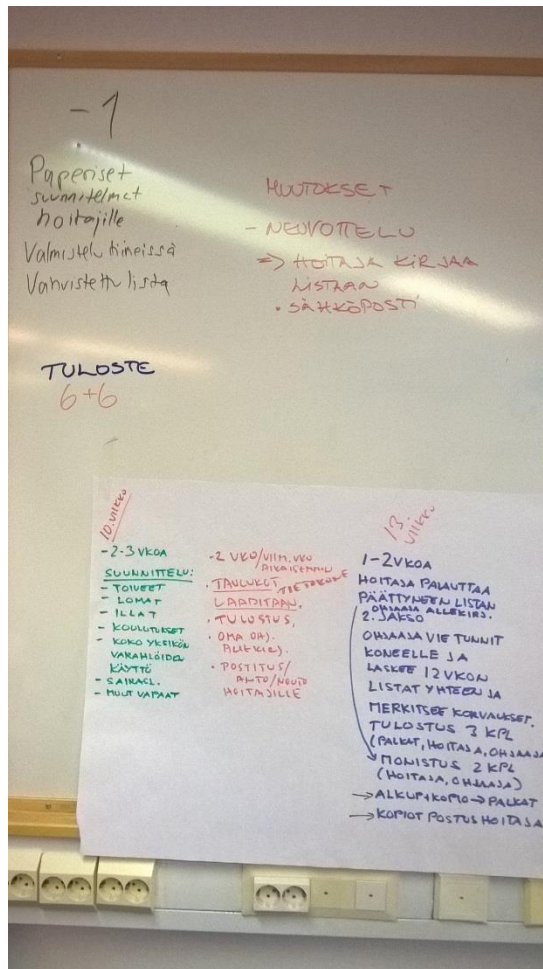 -1
Paperiset
suunnitelmat
hoitajille
Valmistelu tiimeissä
Vahvistettu lista
MUUTOKSET
- NEUVOTTELU
=> HOITAJA KIRJAA
LISTAAN
• SÄHKÖPOSTI
TULOSTE
6+6
10. VIIKKO
-2-3 VKOA
SUUNNITTELU:
- TOIVEET
- LOMAT
- ILLAT
- KOULUTUKSET
- KOKO YKSIKÖN
VARAHLÖIDEN
KÄYTTÖ
- SAIRASL.
- MUUT VAPAAT
-2 VKO/VIIM. VKO
AIKAISEMMIN
• TAULUKOT TIETOKONE
LAADITAAN.
• TULOSTUS.
• OMA OHJ.
ALLEKIRJ.
• POSTITUS/
ANTO/NOUTO
HOITAJILLE
13. VIIKKO
1-2 VKOA
HOITAJA PALAUTTAA
PÄÄTTYNEEN LISTAN
OHJAAJA ALLEKIRJ.
2. JAKSO
OHJAAJA VIE TUNNIT
KONEELLE JA
LASKEE 12 VKON
LISTAT YHTEEN JA
MERKITSEE KORVAUKSET.
TULOSTUS 3 KPL
(PALKAT, HOITAJA, OHJAAJA
MONISTUS 2 KPL
(HOITAJA, OHJAAJA)
→ ALKUP+KOPIO → PALKAT
→ KOPIOT POSTUS HOITAJA